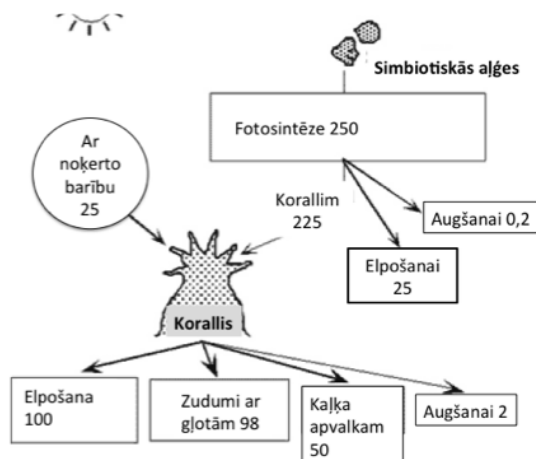 Simbiotiskās aļģes
Fotosintēze 250
Ar
noķerto
barību
25
Korallim
225
Augšanai 0,2
Elpošanai
25
Korallis
Elpošana
100
Zudumi ar
gļotām 98
Kaļķa
apvalkam
50
Augšanai 2